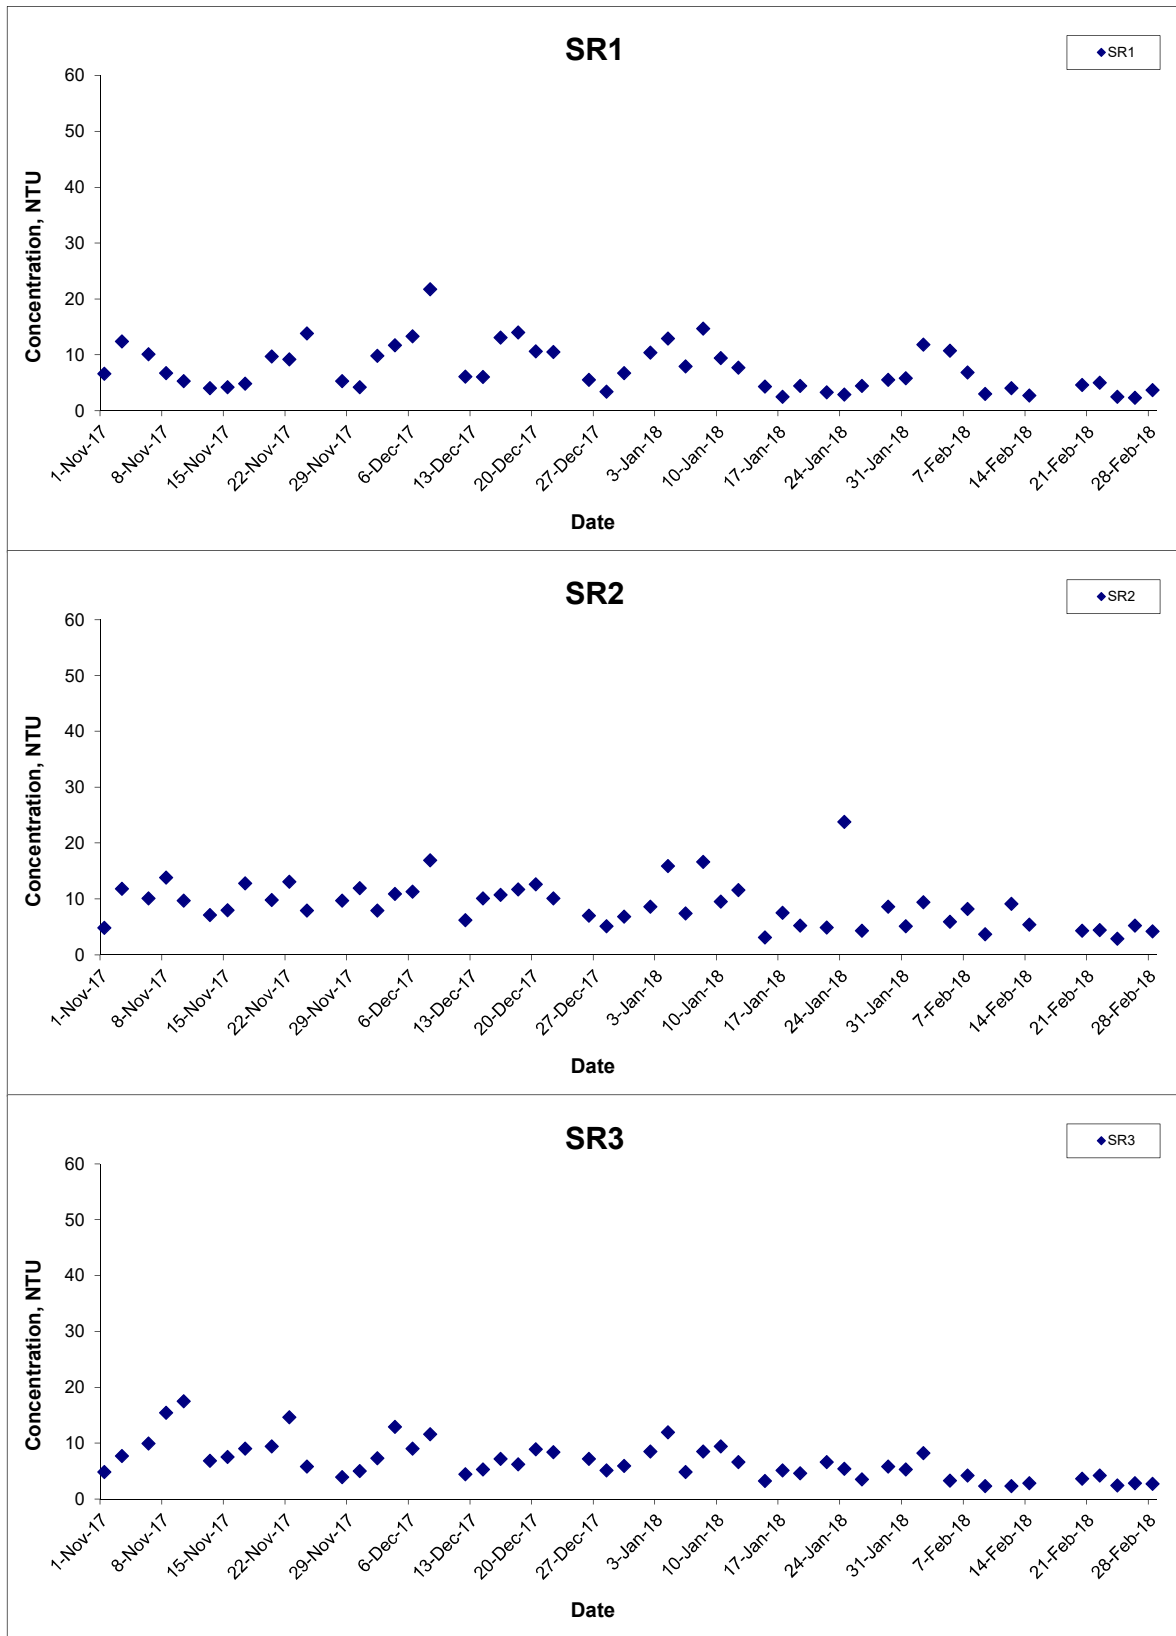 SR1
SR1
60
50
40
30
20
10
0
Concentration, NTU
1-Nov-17
8-Nov-17
15-Nov-17
22-Nov-17
29-Nov-17
6-Dec-17
13-Dec-17
20-Dec-17
27-Dec-17
3-Jan-18
10-Jan-18
17-Jan-18
24-Jan-18
31-Jan-18
7-Feb-18
14-Feb-18
21-Feb-18
28-Feb-18
Date
SR2
SR2
60
50
40
30
20
10
0
Concentration, NTU
1-Nov-17
8-Nov-17
15-Nov-17
22-Nov-17
29-Nov-17
6-Dec-17
13-Dec-17
20-Dec-17
27-Dec-17
3-Jan-18
10-Jan-18
17-Jan-18
24-Jan-18
31-Jan-18
7-Feb-18
14-Feb-18
21-Feb-18
28-Feb-18
Date
SR3
SR3
60
50
40
30
20
10
0
Concentration, NTU
1-Nov-17
8-Nov-17
15-Nov-17
22-Nov-17
29-Nov-17
6-Dec-17
13-Dec-17
20-Dec-17
27-Dec-17
3-Jan-18
10-Jan-18
17-Jan-18
24-Jan-18
31-Jan-18
7-Feb-18
14-Feb-18
21-Feb-18
28-Feb-18
Date